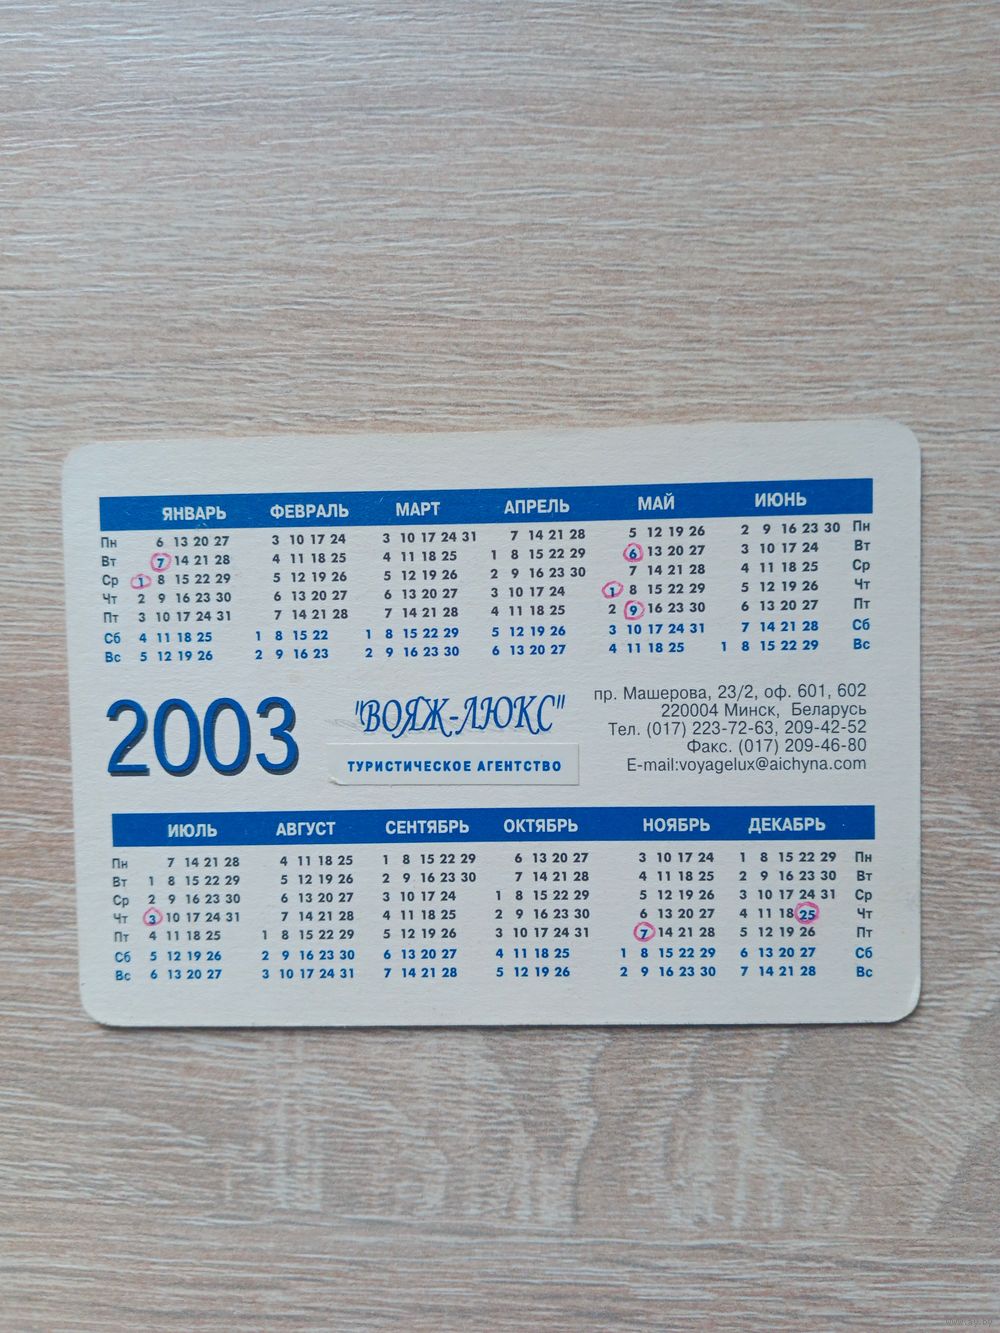 ЯНВАРЬ ФЕВРАЛЬ МАРТ АПРЕЛЬ МАЙ ИЮНЬ
Пн 6 13 20 27 3 10 17 24 3 10 17 24 31 7 14 21 28 5 12 19 26 2 9 16 23 30 Пн
Вт 7 14 21 28 4 11 18 25 4 11 18 25 1 8 15 22 29 6 13 20 27 3 10 17 24 Вт
Ср 1 8 15 22 29 5 12 19 26 5 12 19 26 2 9 16 23 30 7 14 21 28 4 11 18 25 Ср
Чт 2 9 16 23 30 6 13 20 27 6 13 20 27 3 10 17 24 1 8 15 22 29 5 12 19 26 Чт
Пт 3 10 17 24 31 7 14 21 28 7 14 21 28 4 11 18 25 2 9 16 23 30 6 13 20 27 Пт
Сб 4 11 18 25 1 8 15 22 1 8 15 22 29 5 12 19 26 3 10 17 24 31 7 14 21 28 Сб
Вс 5 12 19 26 2 9 16 23 2 9 16 23 30 6 13 20 27 4 11 18 25 1 8 15 22 29 Вс
2003
"ВОЯЖ-ЛЮКС"
ТУРИСТИЧЕСКОЕ АГЕНТСТВО
пр. Машерова, 23/2, оф. 601, 602
220004 Минск, Беларусь
Тел. (017) 223-72-63, 209-42-52
Факс. (017) 209-46-80
E-mail:voyagelux@aichyna.com
ИЮЛЬ АВГУСТ СЕНТЯБРЬ ОКТЯБРЬ НОЯБРЬ ДЕКАБРЬ
Пн 7 14 21 28 4 11 18 25 1 8 15 22 29 6 13 20 27 3 10 17 24 1 8 15 22 29 Пн
Вт 1 8 15 22 29 5 12 19 26 2 9 16 23 30 7 14 21 28 4 11 18 25 2 9 16 23 30 Вт
Ср 2 9 16 23 30 6 13 20 27 3 10 17 24 1 8 15 22 29 5 12 19 26 3 10 17 24 31 Ср
Чт 3 10 17 24 31 7 14 21 28 4 11 18 25 2 9 16 23 30 6 13 20 27 4 11 18 25 Чт
Пт 4 11 18 25 1 8 15 22 29 5 12 19 26 3 10 17 24 31 7 14 21 28 5 12 19 26 Пт
Сб 5 12 19 26 2 9 16 23 30 6 13 20 27 4 11 18 25 1 8 15 22 29 6 13 20 27 Сб
Вс 6 13 20 27 3 10 17 24 31 7 14 21 28 5 12 19 26 2 9 16 23 30 7 14 21 28 Вс